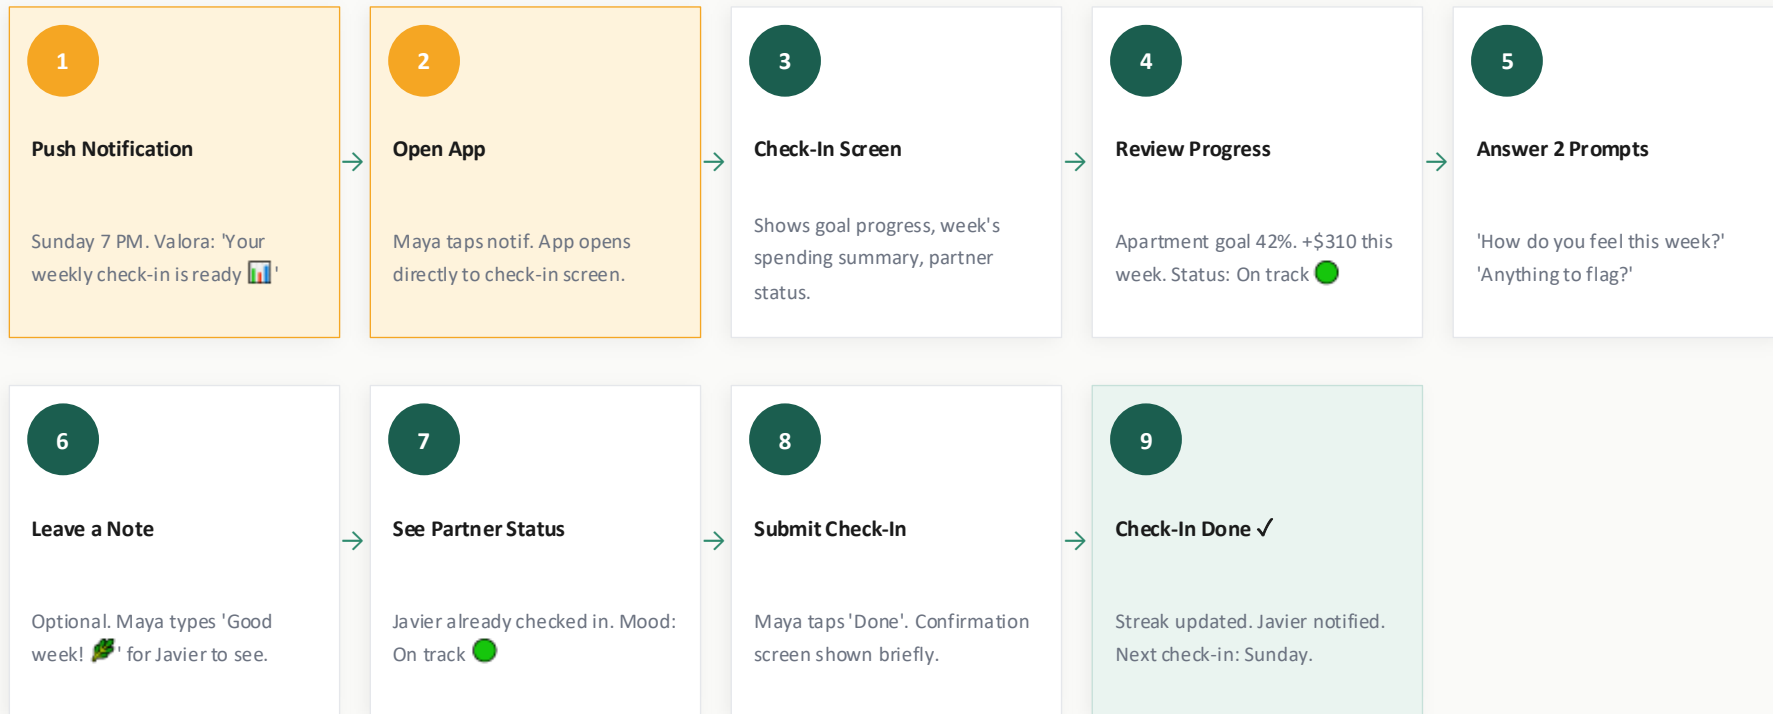 1
Push Notification
Sunday 7 PM. Valora: 'Your
weekly check-in is ready 📊'
→
2
Open App
Maya taps notif. App opens
directly to check-in screen.
→
3
Check-In Screen
Shows goal progress, week's
spending summary, partner
status.
→
4
Review Progress
Apartment goal 42%. +$310 this
week. Status: On track 🟢
→
5
Answer 2 Prompts
'How do you feel this week?'
'Anything to flag?'
6
Leave a Note
Optional. Maya types 'Good
week! 🌿' for Javier to see.
→
7
See Partner Status
Javier already checked in. Mood:
On track 🟢
→
8
Submit Check-In
Maya taps 'Done'. Confirmation
screen shown briefly.
→
9
Check-In Done ✓
Streak updated. Javier notified.
Next check-in: Sunday.